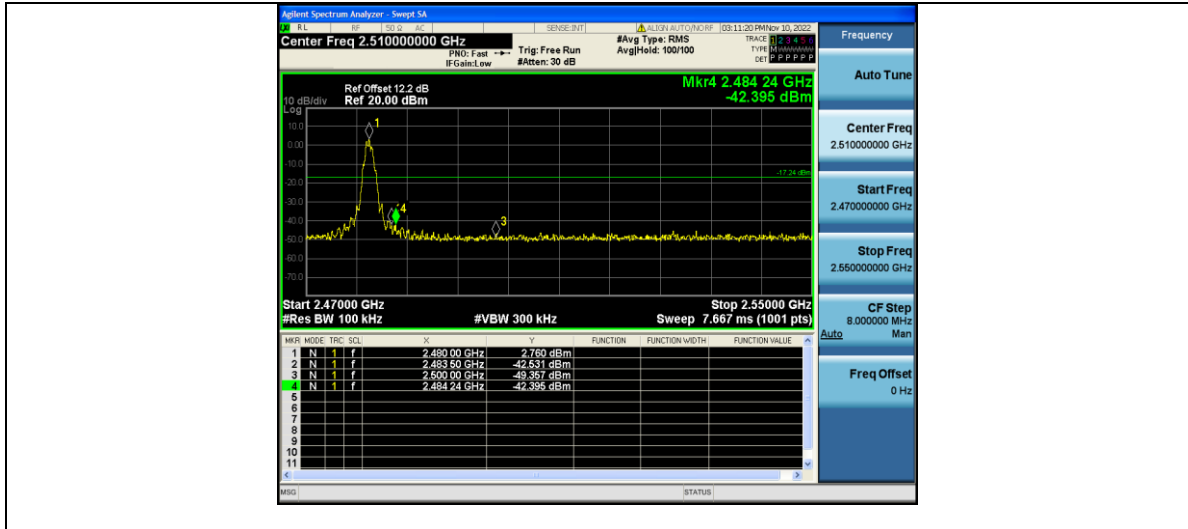 Agilent Spectrum Analyzer - Swept SA
RL RF 50 Ω AC SENSE:INT ALIGN AUTO/NO RF 03:11:20 PM Nov 10, 2022
Center Freq 2.510000000 GHz #Avg Type: RMS TRACE 1 2 3 4 5 6
PNO: Fast Trig: Free Run Avg|Hold: 100/100 TYPE M
IFGain:Low #Atten: 30 dB DET P P P P P P
Mkr4 2.484 24 GHz
-42.395 dBm
Ref Offset 12.2 dB
10 dB/div Ref 20.00 dBm
Log
10.0
0.00
-10.0
-20.0
-30.0
-40.0
-50.0
-60.0
-70.0
1
4
3
-17.24 dBm
Start 2.47000 GHz Stop 2.55000 GHz
#Res BW 100 kHz #VBW 300 kHz Sweep 7.667 ms (1001 pts)
MKR MODE TRC SCL X Y FUNCTION FUNCTION WIDTH FUNCTION VALUE
1 N 1 f 2.480 00 GHz 2.760 dBm
2 N 1 f 2.483 50 GHz -42.531 dBm
3 N 1 f 2.500 00 GHz -49.357 dBm
4 N 1 f 2.484 24 GHz -42.395 dBm
5
6
7
8
9
10
11
MSG STATUS
Frequency
Auto Tune
Center Freq
2.510000000 GHz
Start Freq
2.470000000 GHz
Stop Freq
2.550000000 GHz
CF Step
8.000000 MHz
Auto Man
Freq Offset
0 Hz